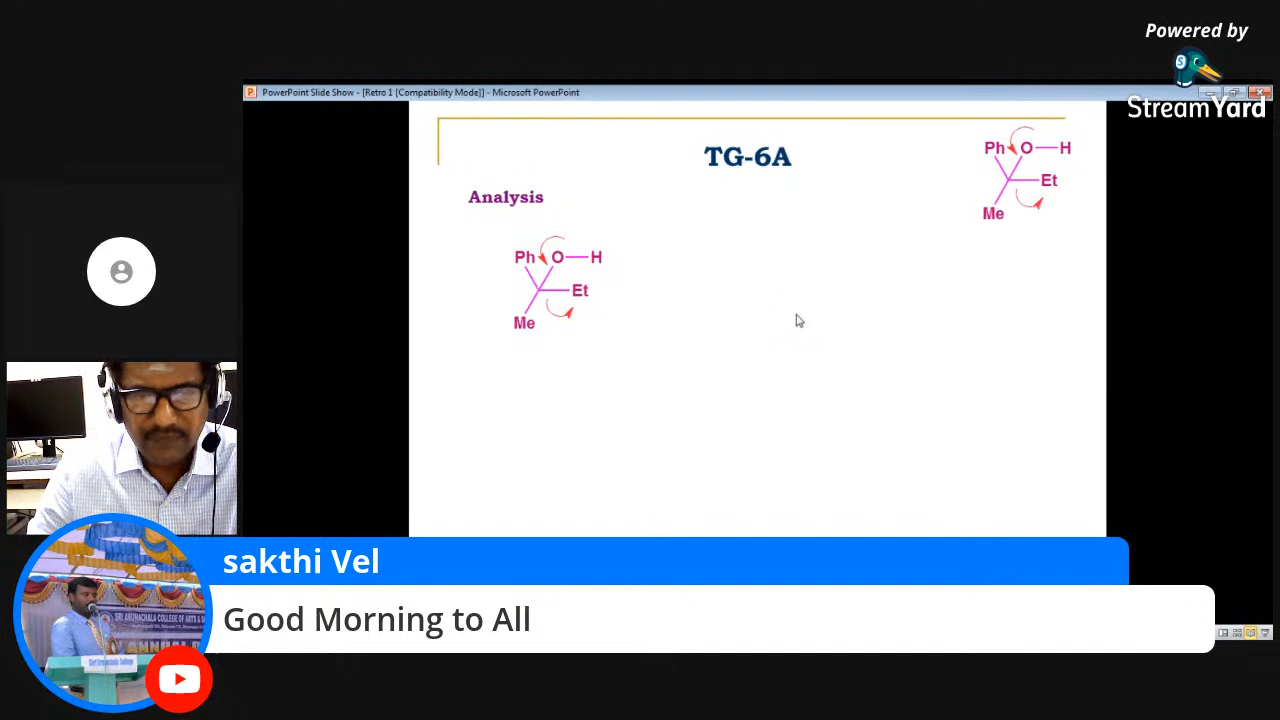 Powered by
StreamYard
PowerPoint Slide Show - [Retro 1 [Compatibility Mode]] - Microsoft PowerPoint
TG-6A
Ph O H
Et
Me
Analysis
Ph O H
Et
Me
sakthi Vel
Good Morning to All